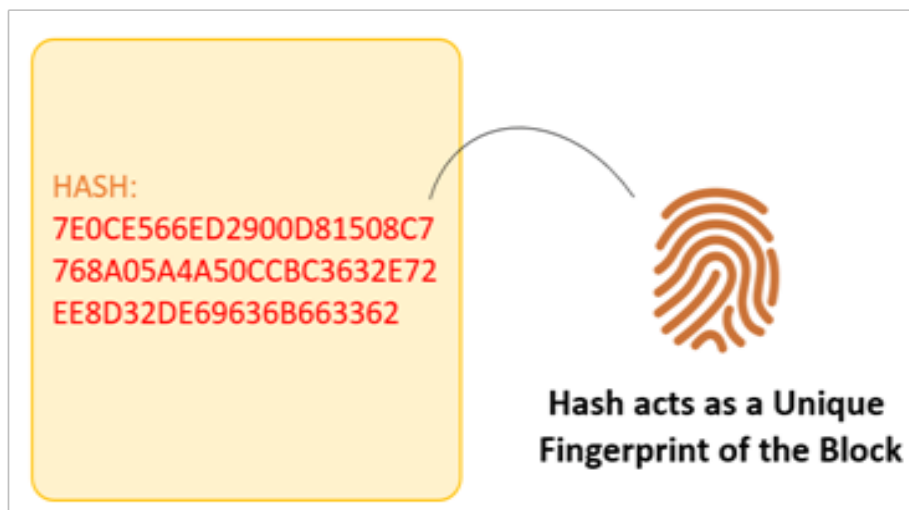 HASH:
7E0CE566ED2900D81508C7
768A05A4A50CCBC3632E72
EE8D32DE69636B663362
Hash acts as a Unique
Fingerprint of the Block